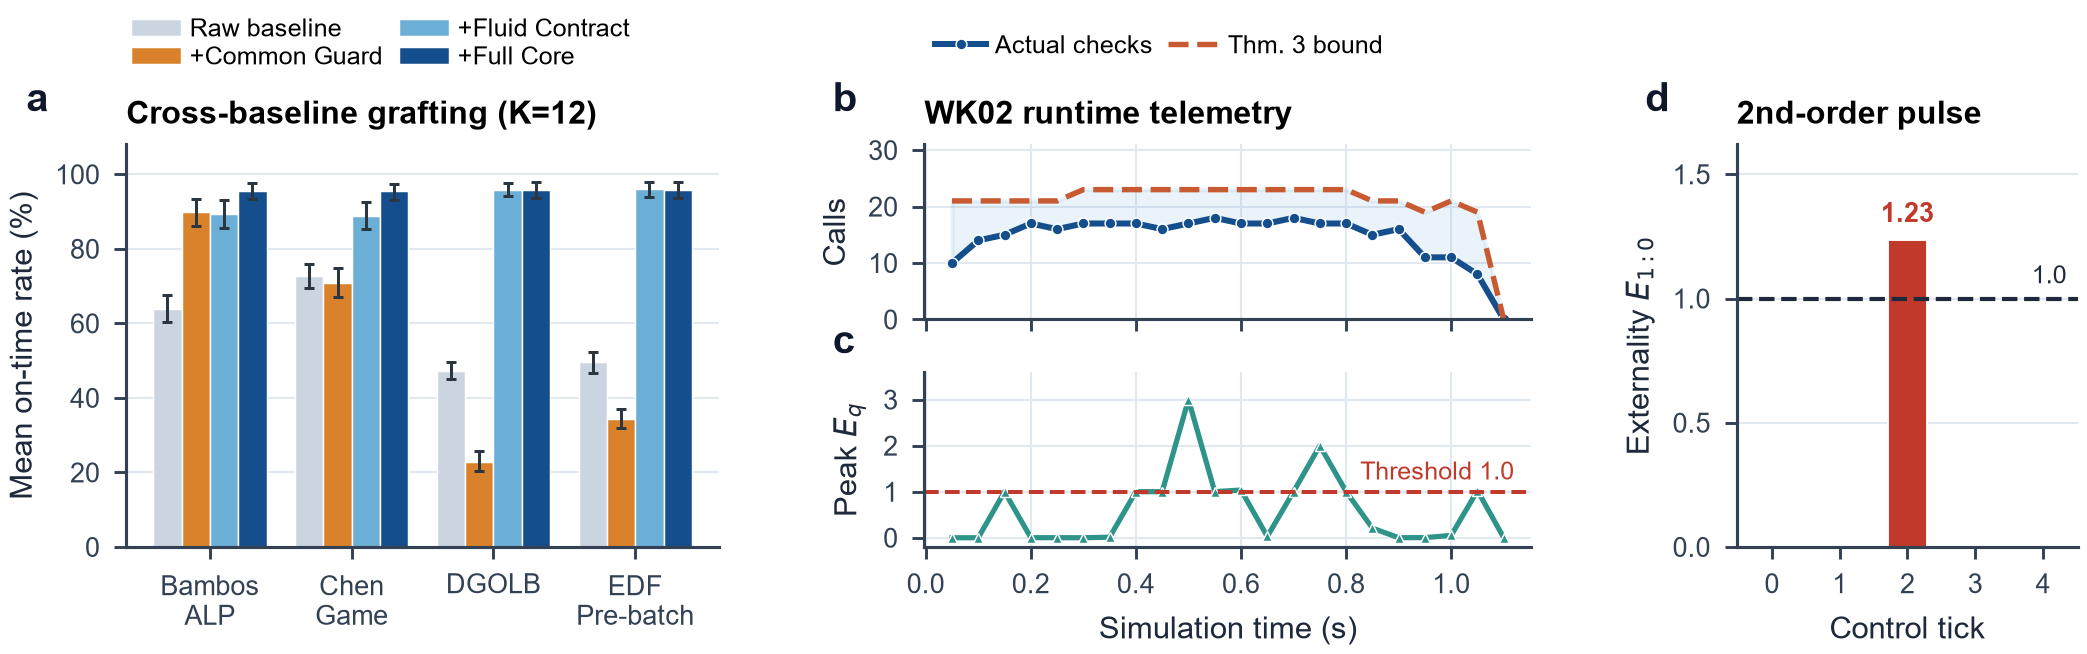 Raw baseline
+Common Guard
+Fluid Contract
+Full Core
a
Cross-baseline grafting (K=12)
Mean on-time rate (%)
100
80
60
40
20
0
Bambos
ALP
Chen
Game
DGOLB
EDF
Pre-batch
Actual checks
Thm. 3 bound
b
WK02 runtime telemetry
Calls
30
20
10
0
c
Peak E_q
3
2
1
0
Threshold 1.0
0.0
0.2
0.4
0.6
0.8
1.0
Simulation time (s)
d
2nd-order pulse
Externality E_{1:0}
1.5
1.0
0.5
0.0
1.23
1.0
0
1
2
3
4
Control tick